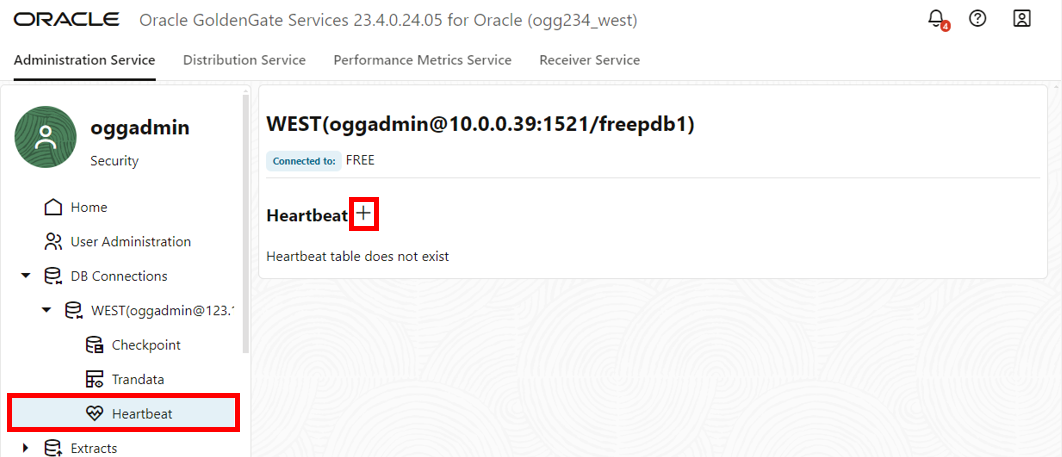 ORACLE Oracle GoldenGate Services 23.4.0.24.05 for Oracle (ogg234_west)
4
Administration Service Distribution Service Performance Metrics Service Receiver Service
oggadmin
Security
Home
User Administration
DB Connections
WEST(oggadmin@123.1
Checkpoint
Trandata
Heartbeat
Extracts
WEST(oggadmin@10.0.0.39:1521/freepdb1)
Connected to: FREE
Heartbeat
Heartbeat table does not exist